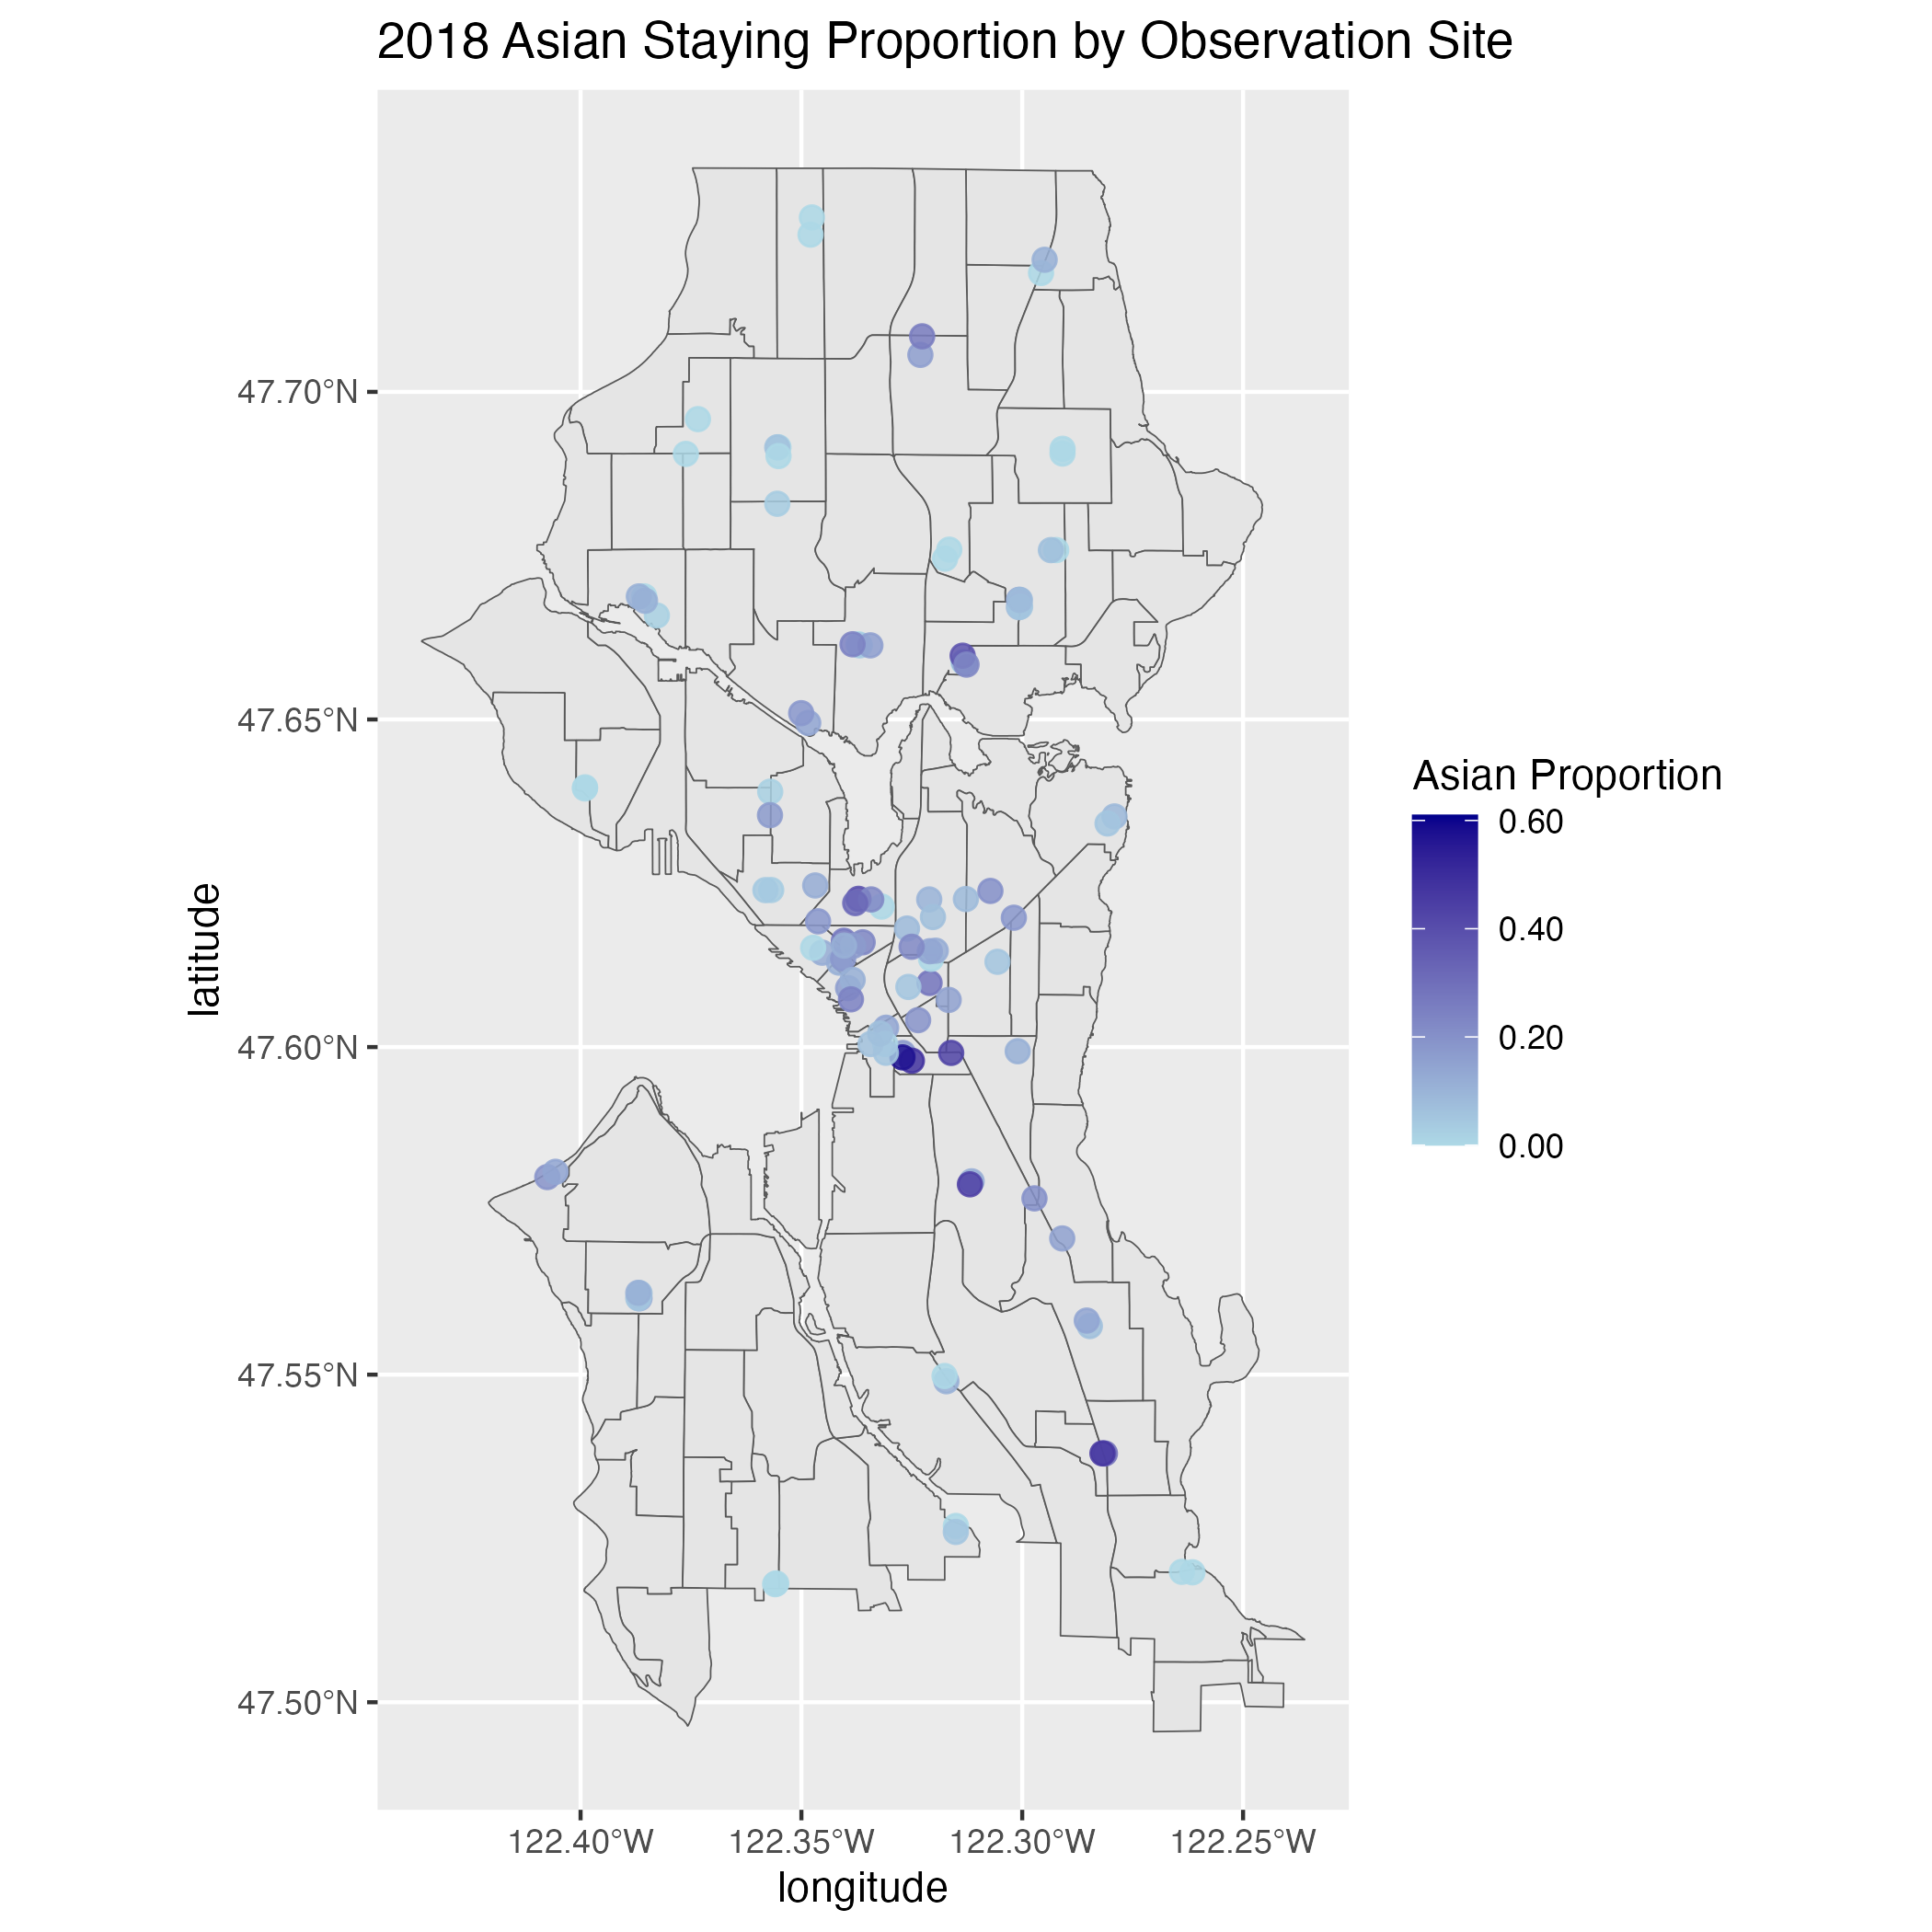 2018 Asian Staying Proportion by Observation Site
47.70°N
47.65°N
47.60°N
47.55°N
47.50°N
latitude
122.40°W
122.35°W
122.30°W
122.25°W
longitude
Asian Proportion
0.60
0.40
0.20
0.00